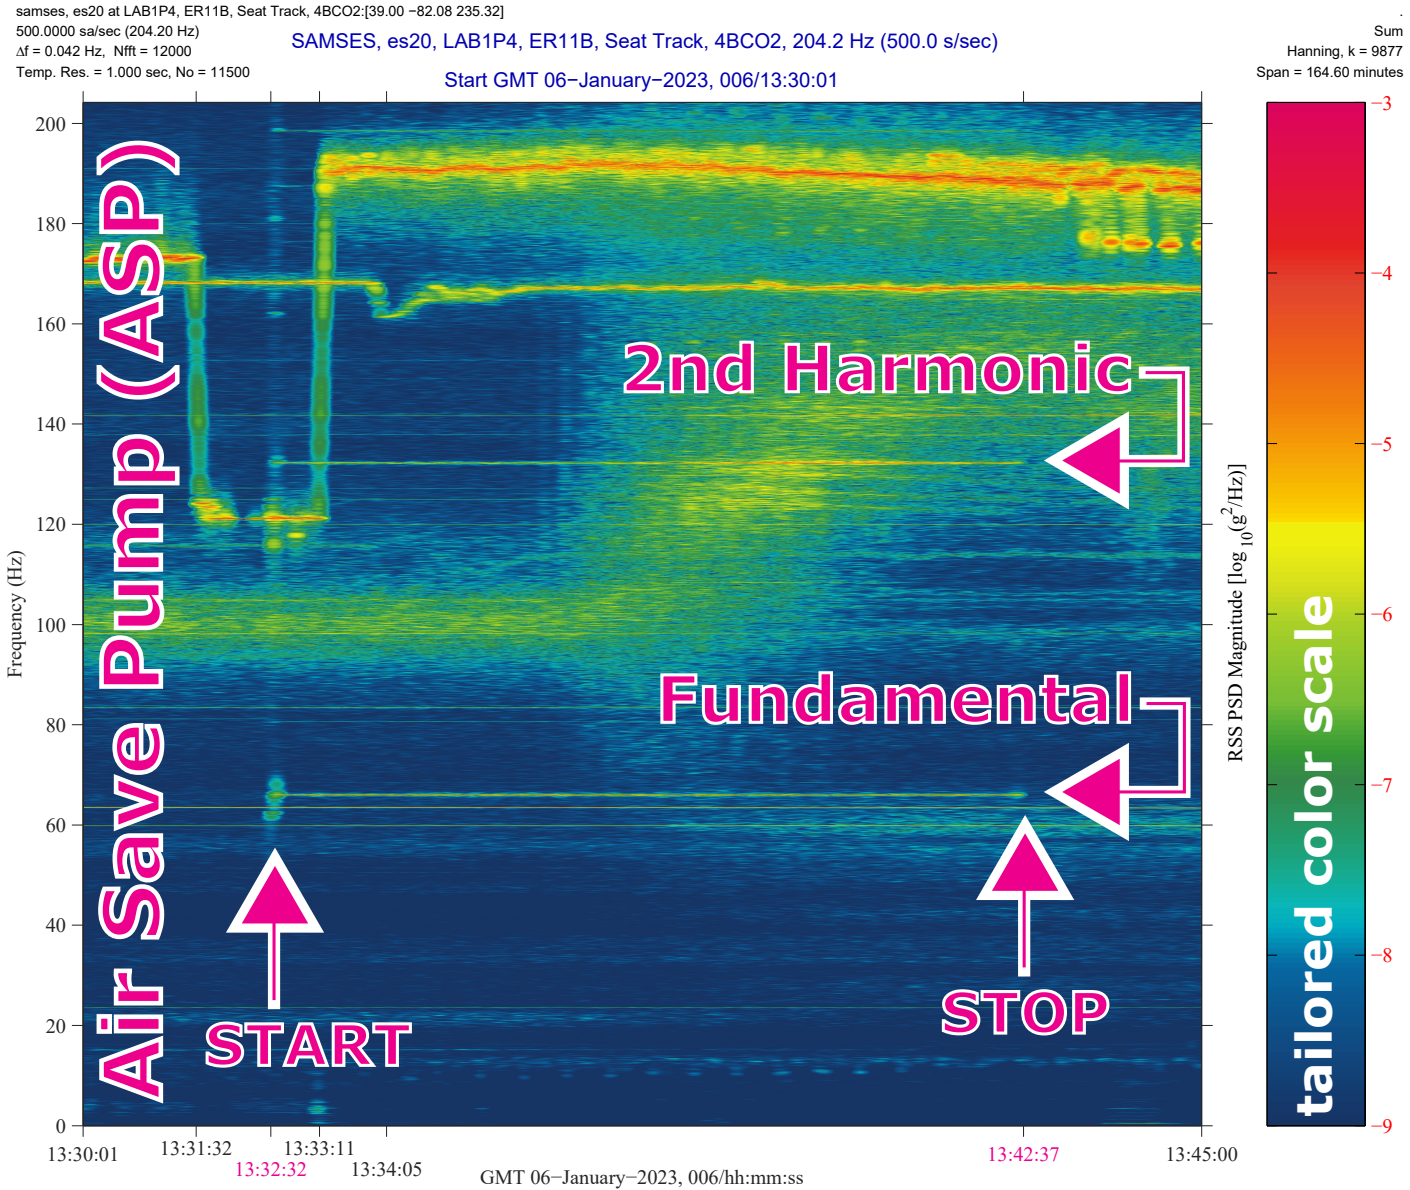 samses, es20 at LAB1P4, ER11B, Seat Track, 4BCO2:[39.00 −82.08 235.32]
500.0000 sa/sec (204.20 Hz)
Δf = 0.042 Hz, Nfft = 12000
Temp. Res. = 1.000 sec, No = 11500
SAMSES, es20, LAB1P4, ER11B, Seat Track, 4BCO2, 204.2 Hz (500.0 s/sec)
Start GMT 06−January−2023, 006/13:30:01
.
Sum
Hanning, k = 9877
Span = 164.60 minutes
Frequency (Hz)
200
180
160
140
120
100
80
60
40
20
0
Air Save Pump (ASP)
2nd Harmonic
Fundamental
START
STOP
13:30:01
13:31:32
13:32:32
13:33:11
13:34:05
13:42:37
13:45:00
GMT 06−January−2023, 006/hh:mm:ss
RSS PSD Magnitude [log10(g2/Hz)]
tailored color scale
−3
−4
−5
−6
−7
−8
−9